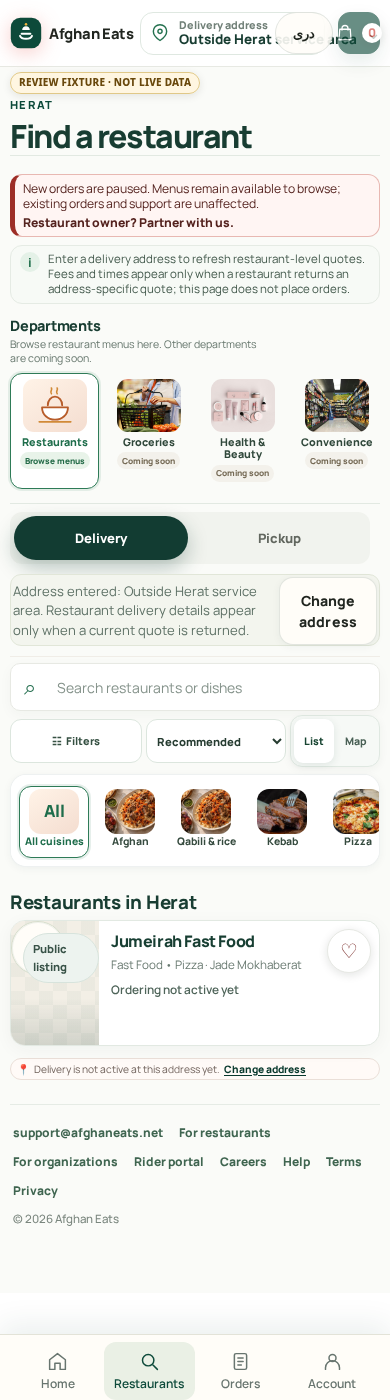 Afghan Eats
Delivery address
Outside Herat service area
دری
REVIEW FIXTURE · NOT LIVE DATA
HERAT
Find a restaurant
New orders are paused. Menus remain available to browse;
existing orders and support are unaffected.
Restaurant owner? Partner with us.
i
Enter a delivery address to refresh restaurant-level quotes.
Fees and times appear only when a restaurant returns an
address-specific quote; this page does not place orders.
Departments
Browse restaurant menus here. Other departments
are coming soon.
Restaurants
Browse menus
Groceries
Coming soon
Health &
Beauty
Coming soon
Convenience
Coming soon
Delivery
Pickup
Address entered: Outside Herat service
area. Restaurant delivery details appear
only when a current quote is returned.
Change
address
Search restaurants or dishes
Filters
Recommended
List
Map
All
All cuisines
Afghan
Qabili & rice
Kebab
Pizza
Restaurants in Herat
Public
listing
Jumeirah Fast Food
Fast Food • Pizza · Jade Mokhaberat
Ordering not active yet
Delivery is not active at this address yet. Change address
support@afghaneats.net For restaurants
For organizations Rider portal Careers Help Terms
Privacy
© 2026 Afghan Eats
Home
Restaurants
Orders
Account